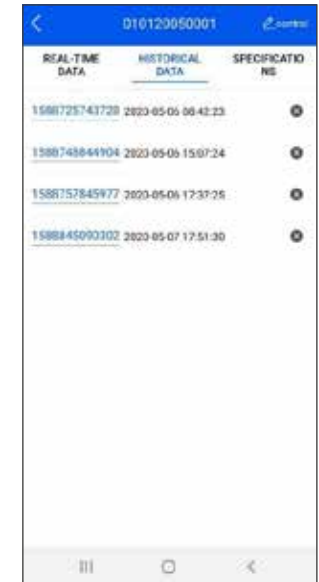 010120050001 control
REAL-TIME DATA HISTORICAL DATA SPECIFICATIO NS
1588725743728 2020-05-06 08:42:23
1588748844904 2020-05-06 15:07:24
1588757845977 2020-05-06 17:37:25
1588845090302 2020-05-07 17:51:30